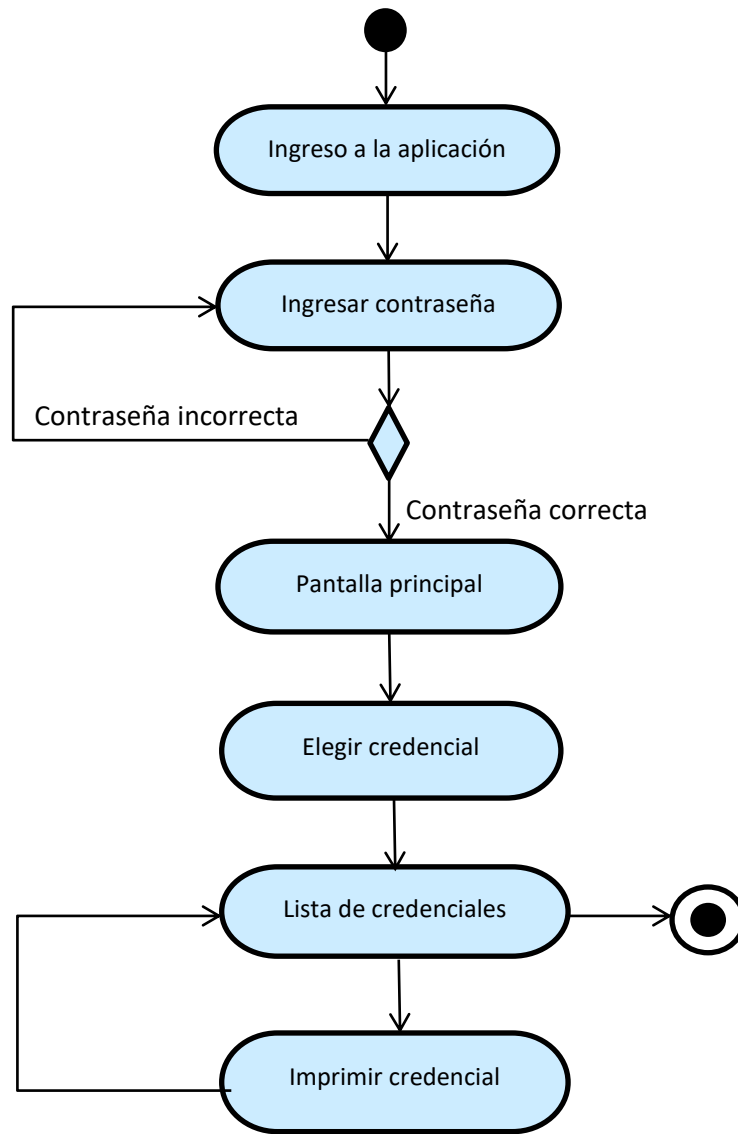 Ingreso a la aplicación
Ingresar contraseña
Contraseña incorrecta
Contraseña correcta
Pantalla principal
Elegir credencial
Lista de credenciales
Imprimir credencial